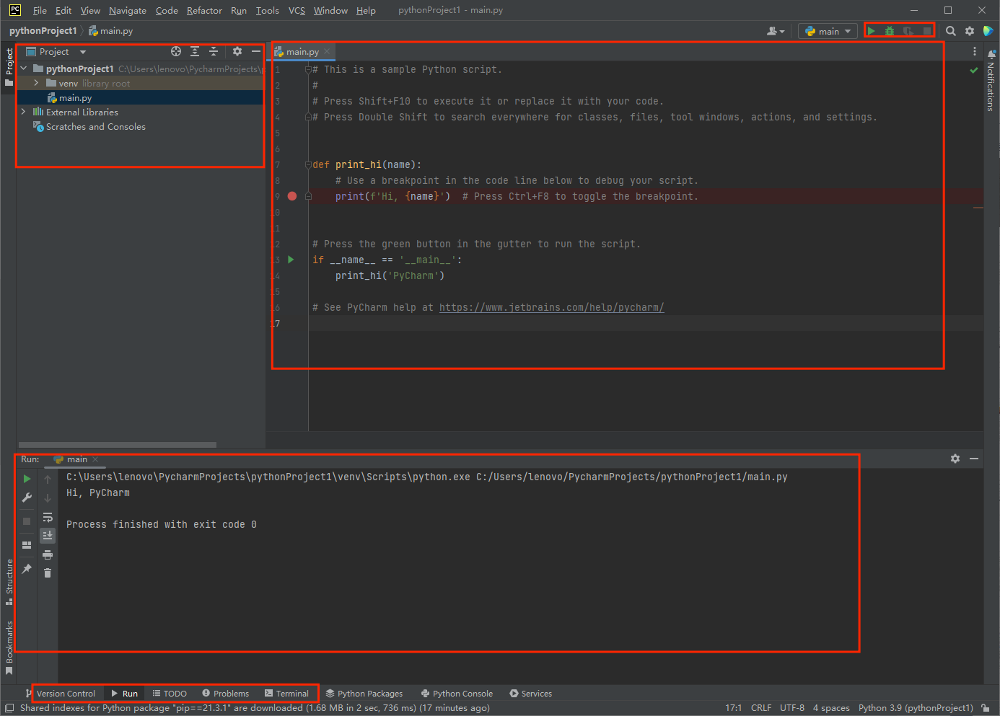 PC File Edit View Navigate Code Refactor Run Tools VCS Window Help pythonProject1 - main.py
pythonProject1 main.py main
Project
Project
pythonProject1 C:\Users\lenovo\PycharmProjects\p
venv library root
main.py
External Libraries
Scratches and Consoles
main.py
1 # This is a sample Python script.
2 #
3 # Press Shift+F10 to execute it or replace it with your code.
4 # Press Double Shift to search everywhere for classes, files, tool windows, actions, and settings.
5
6
7 def print_hi(name):
8 # Use a breakpoint in the code line below to debug your script.
9 print(f'Hi, {name}') # Press Ctrl+F8 to toggle the breakpoint.
10
11
12 # Press the green button in the gutter to run the script.
13 if __name__ == '__main__':
14 print_hi('PyCharm')
15
16 # See PyCharm help at https://www.jetbrains.com/help/pycharm/
17
Notifications
Run: main
C:\Users\lenovo\PycharmProjects\pythonProject1\venv\Scripts\python.exe C:/Users/lenovo/PycharmProjects/pythonProject1/main.py
Hi, PyCharm
Process finished with exit code 0
Structure
Bookmarks
Version Control Run TODO Problems Terminal Python Packages Python Console Services
Shared indexes for Python package "pip==21.3.1" are downloaded (1.68 MB in 2 sec, 736 ms) (17 minutes ago) 17:1 CRLF UTF-8 4 spaces Python 3.9 (pythonProject1)